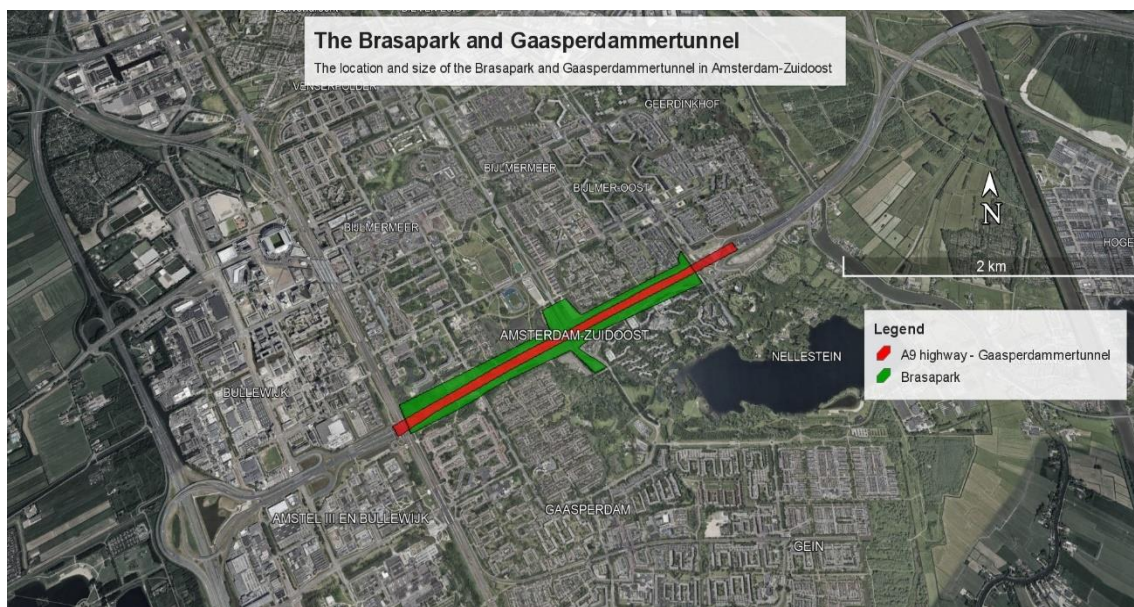 The Brasapark and Gaasperdammertunnel
The location and size of the Brasapark and Gaasperdammertunnel in Amsterdam-Zuidoost
VENSERPOLDER
GEERDINKHOF
BIJLMERMEER
BIJLMER-OOST
BIJLMERMEER
N
HOGE
2 km
AMSTERDAM-ZUIDOOST
NELLESTEIN
Legend
A9 highway - Gaasperdammertunnel
Brasapark
BULLEWIJK
GAASPERDAM
AMSTEL III EN BULLEWIJK
GEIN